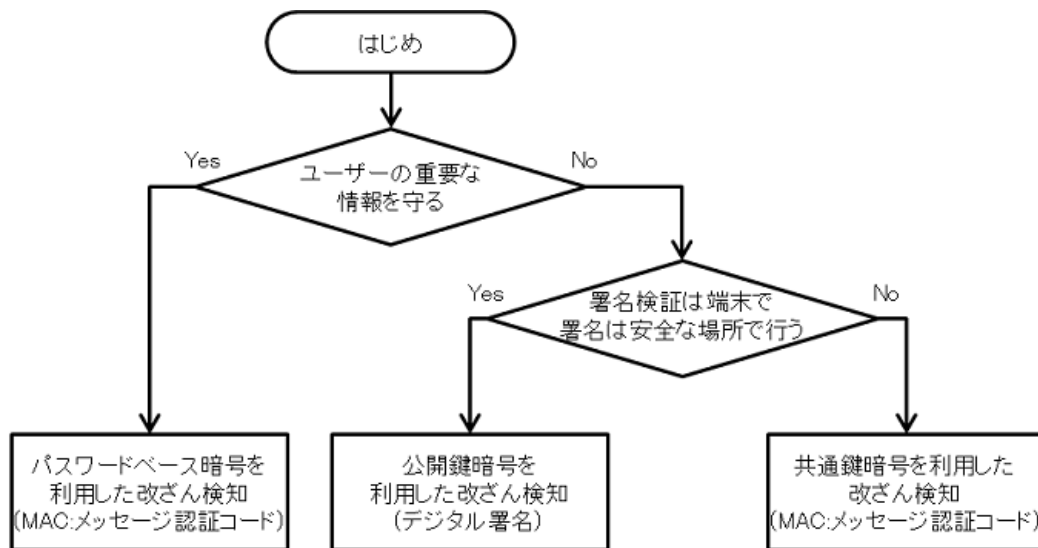 はじめ
Yes
No
ユーザーの重要な
情報を守る
Yes
No
署名検証は端末で
署名は安全な場所で行う
パスワードベース暗号を
利用した改ざん検知
(MAC:メッセージ認証コード)
公開鍵暗号を
利用した改ざん検知
(デジタル署名)
共通鍵暗号を利用した
改ざん検知
(MAC:メッセージ認証コード)